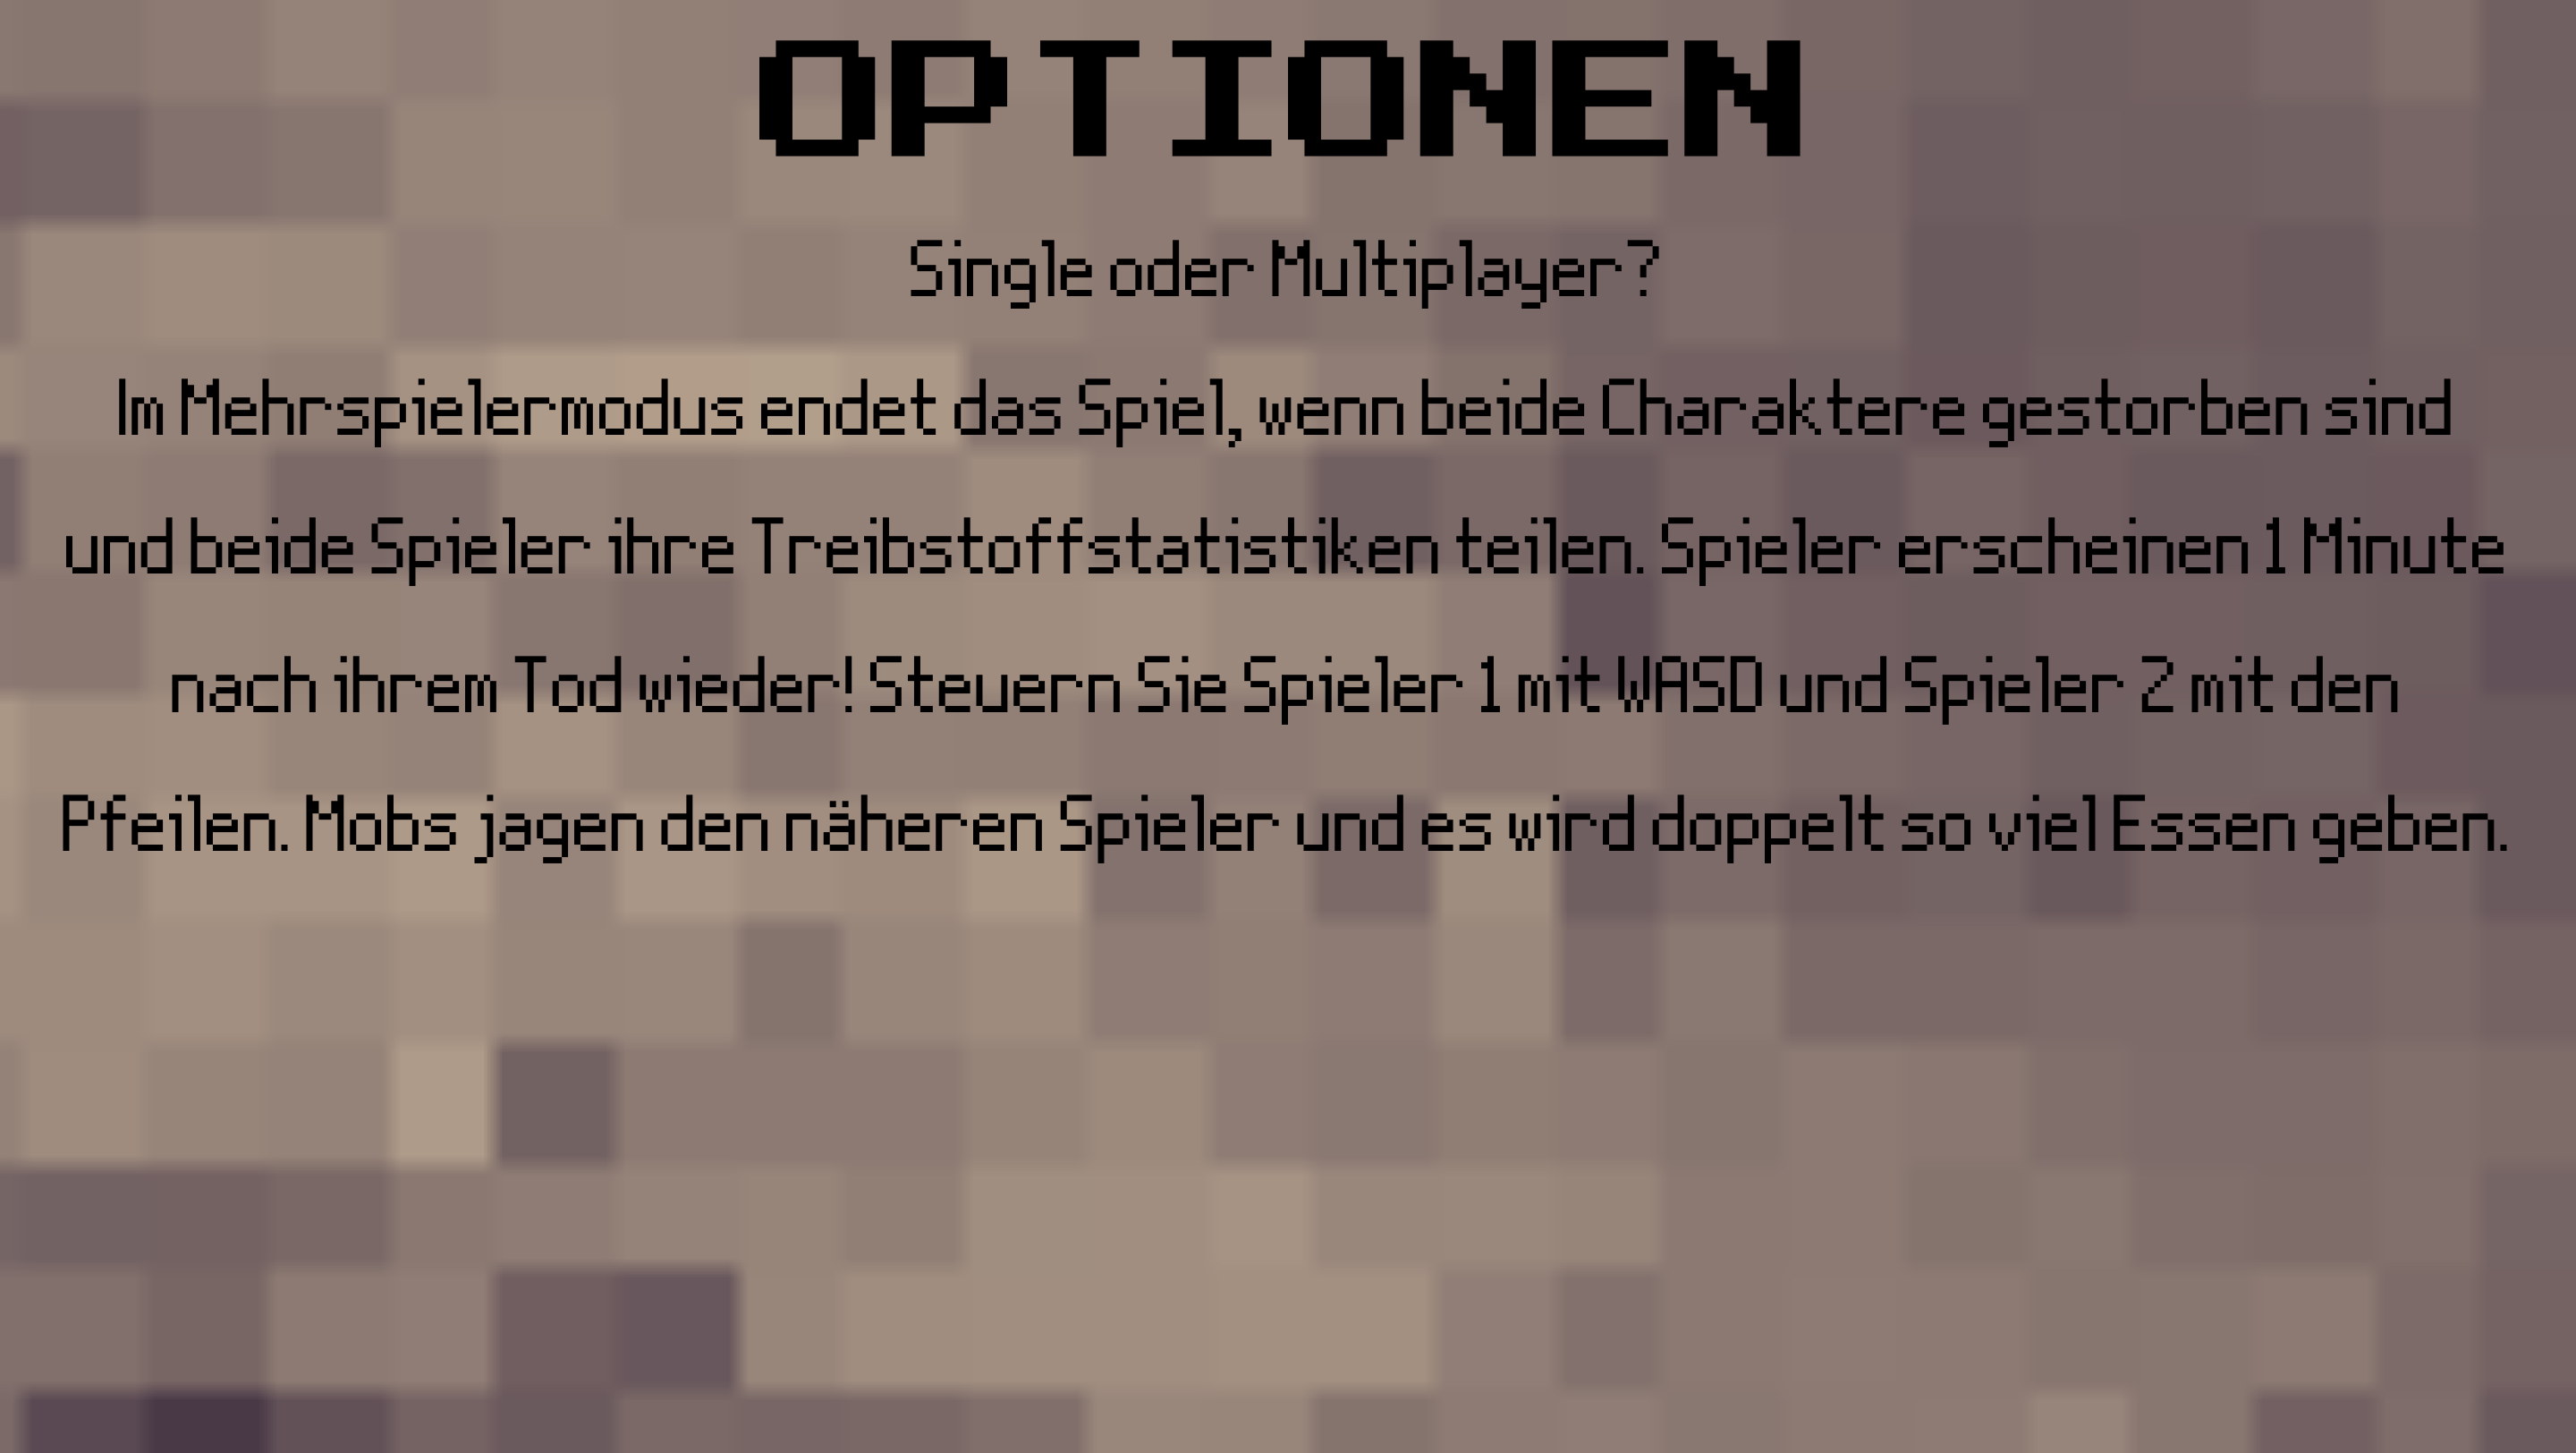 OPTIONEN
Single oder Multiplayer?
Im Mehrspielermodus endet das Spiel, wenn beide Charaktere gestorben sind
und beide Spieler ihre Treibstoffstatistiken teilen. Spieler erscheinen 1 Minute
nach ihrem Tod wieder! Steuern Sie Spieler 1 mit WASD und Spieler 2 mit den
Pfeilen. Mobs jagen den näheren Spieler und es wird doppelt so viel Essen geben.